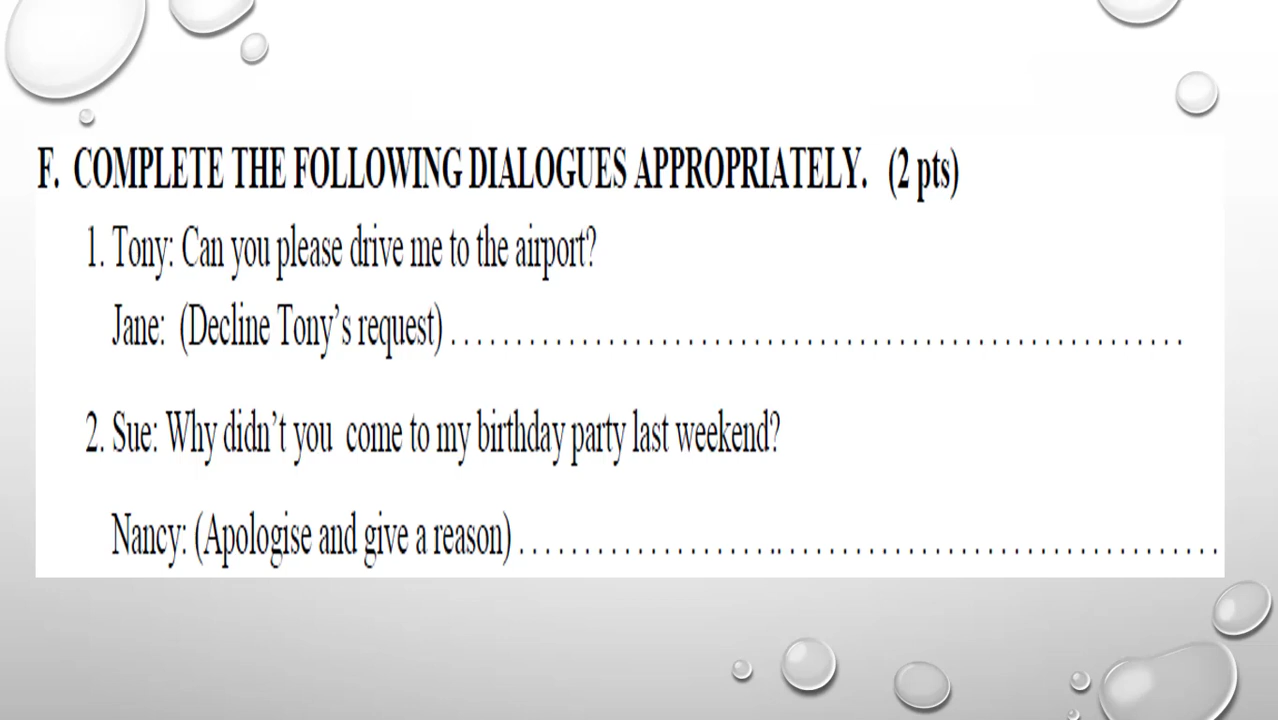 F. COMPLETE THE FOLLOWING DIALOGUES APPROPRIATELY. (2 pts)
1. Tony: Can you please drive me to the airport?
Jane: (Decline Tony’s request) . . . . . . . . . . . . . . . . . . . . . . . . . . . . . . . . . . . . . . . . . . . . . . . . . . . . . . . .
2. Sue: Why didn’t you come to my birthday party last weekend?
Nancy: (Apologise and give a reason) . . . . . . . . . . . . . . . . . . . .. . . . . . . . . . . . . . . . . . . . . . . . . . . . . . . . . .